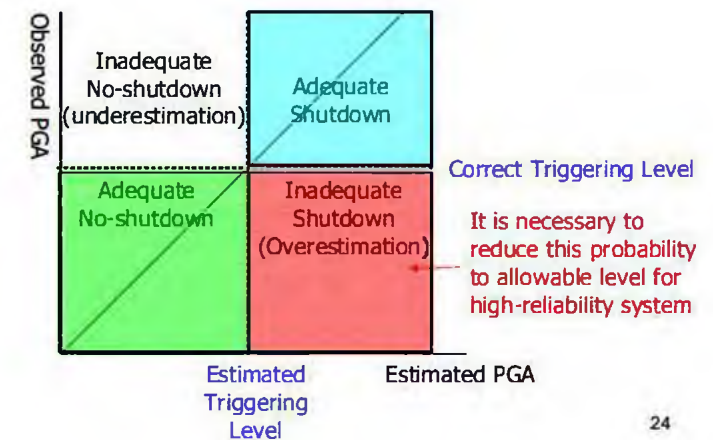 Observed PGA
Inadequate
No-shutdown
(underestimation)
Adequate
Shutdown
Correct Triggering Level
Adequate
No-shutdown
Inadequate
Shutdown
(Overestimation)
It is necessary to
reduce this probability
to allowable level for
high-reliability system
Estimated
Triggering
Level
Estimated PGA
24